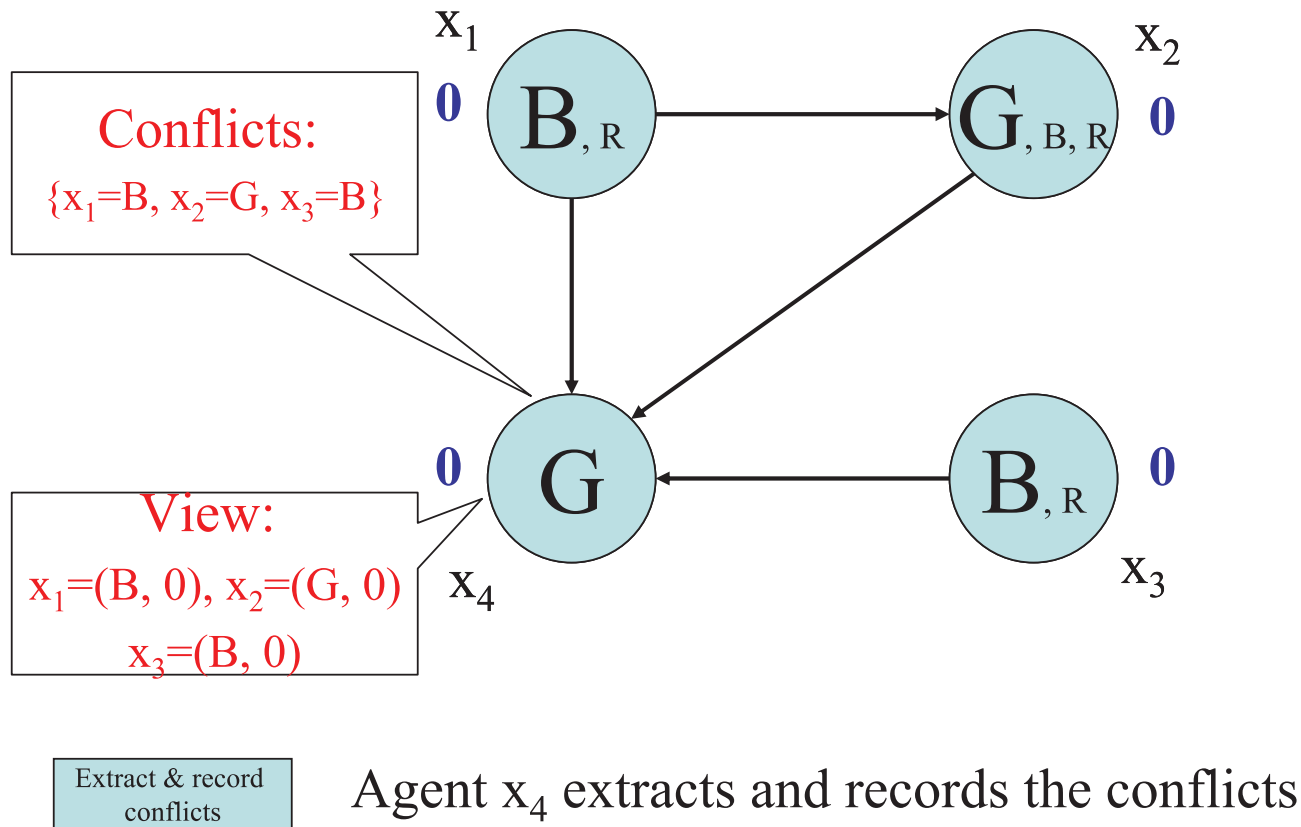 x₁
x₂
0
B, R
G, B, R
0
Conflicts:
{x₁=B, x₂=G, x₃=B}
0
G
B, R
0
View:
x₁=(B, 0), x₂=(G, 0)
x₃=(B, 0)
x₄
x₃
Extract & record
conflicts
Agent x₄ extracts and records the conflicts